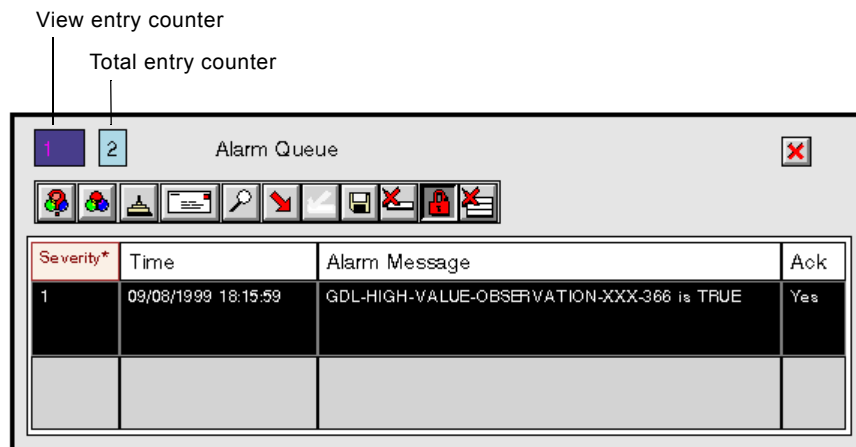 View entry counter
Total entry counter
1 2 Alarm Queue
Severity* Time Alarm Message Ack
1 09/08/1999 18:15:59 GDL-HIGH-VALUE-OBSERVATION-XXX-366 is TRUE Yes